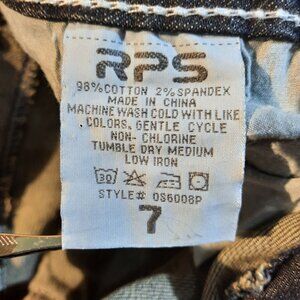 RPS
98% COTTON 2% SPANDEX
MADE IN CHINA
MACHINE WASH COLD WITH LIKE
COLORS, GENTLE CYCLE
NON- CHLORINE
TUMBLE DRY MEDIUM
LOW IRON
30
STYLE# OS6008P
7